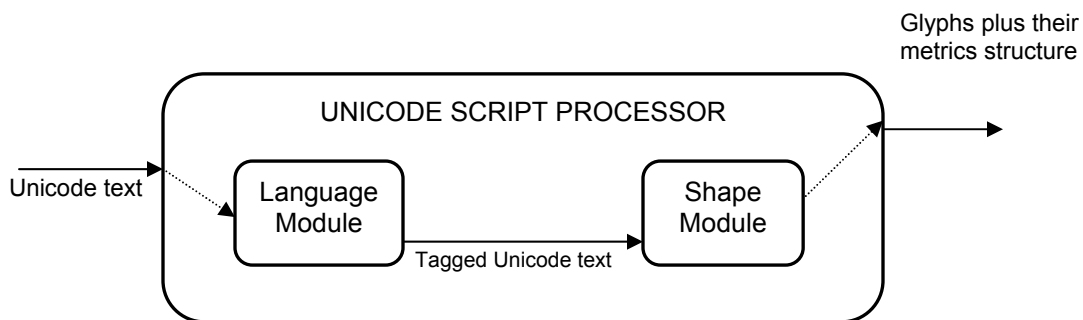 Glyphs plus their
metrics structure
UNICODE SCRIPT PROCESSOR
Unicode text
Language
Module
Tagged Unicode text
Shape
Module